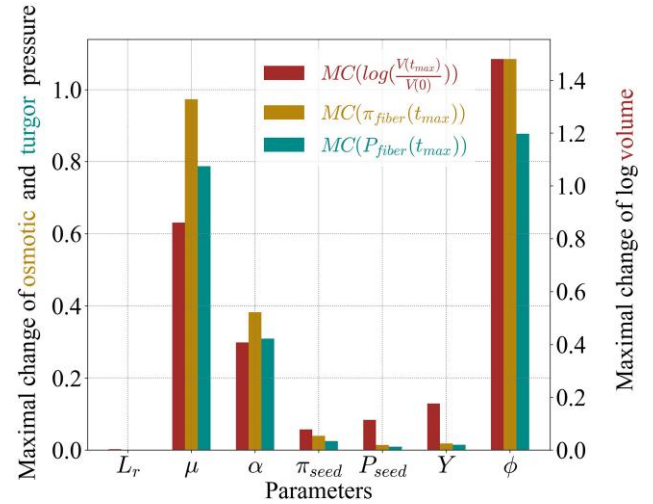 Maximal change of osmotic and turgor pressure
1.0
0.8
0.6
0.4
0.2
0.0
MC(log(V(t_max)/V(0)))
MC(π_fiber(t_max))
MC(P_fiber(t_max))
1.4
1.2
1.0
0.8
0.6
0.4
0.2
0.0
Maximal change of log volume
L_r μ α π_seed P_seed Y ϕ
Parameters